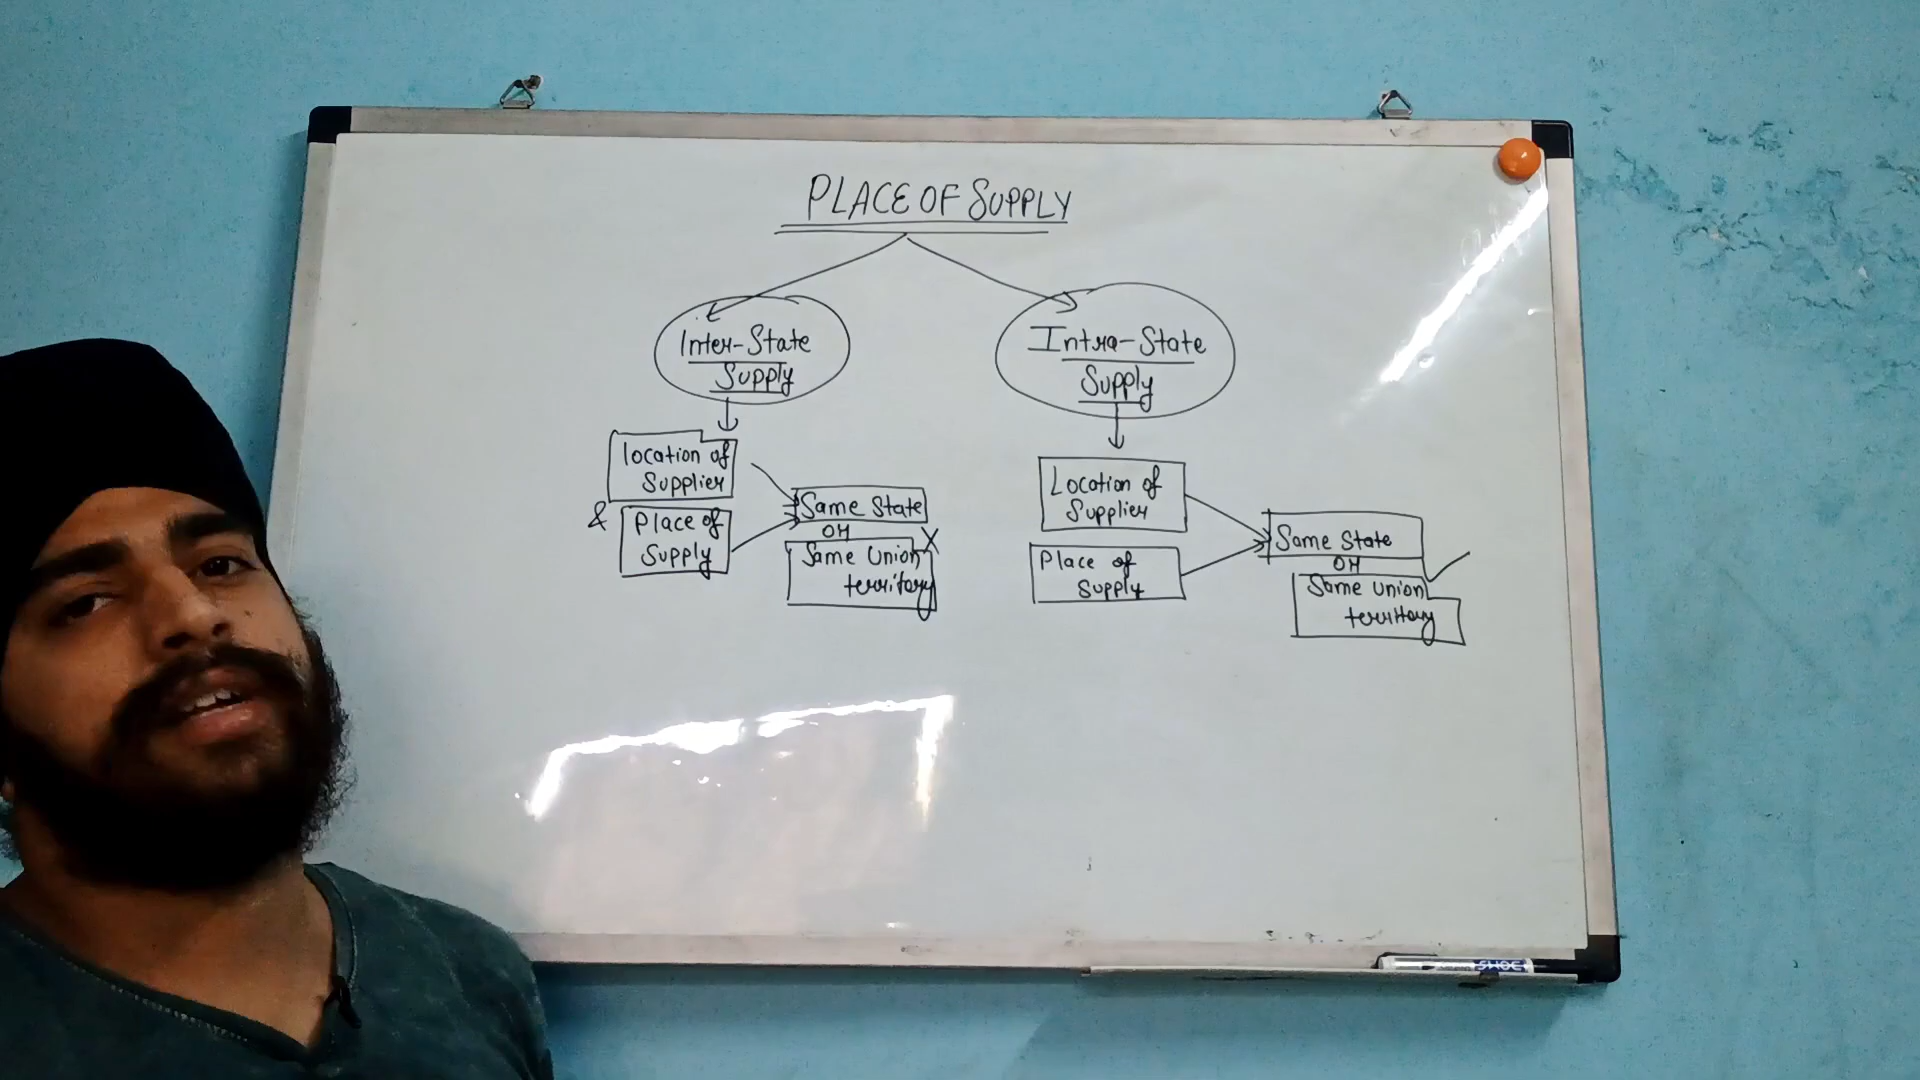 PLACE OF SUPPLY
Inter-State
Supply
Intra-State
Supply
location of
Supplier
&
Place of
Supply
Same State
OR
X
Same Union
territory
Location of
Supplier
Place of
Supply
Same State
OR
Same Union
territory